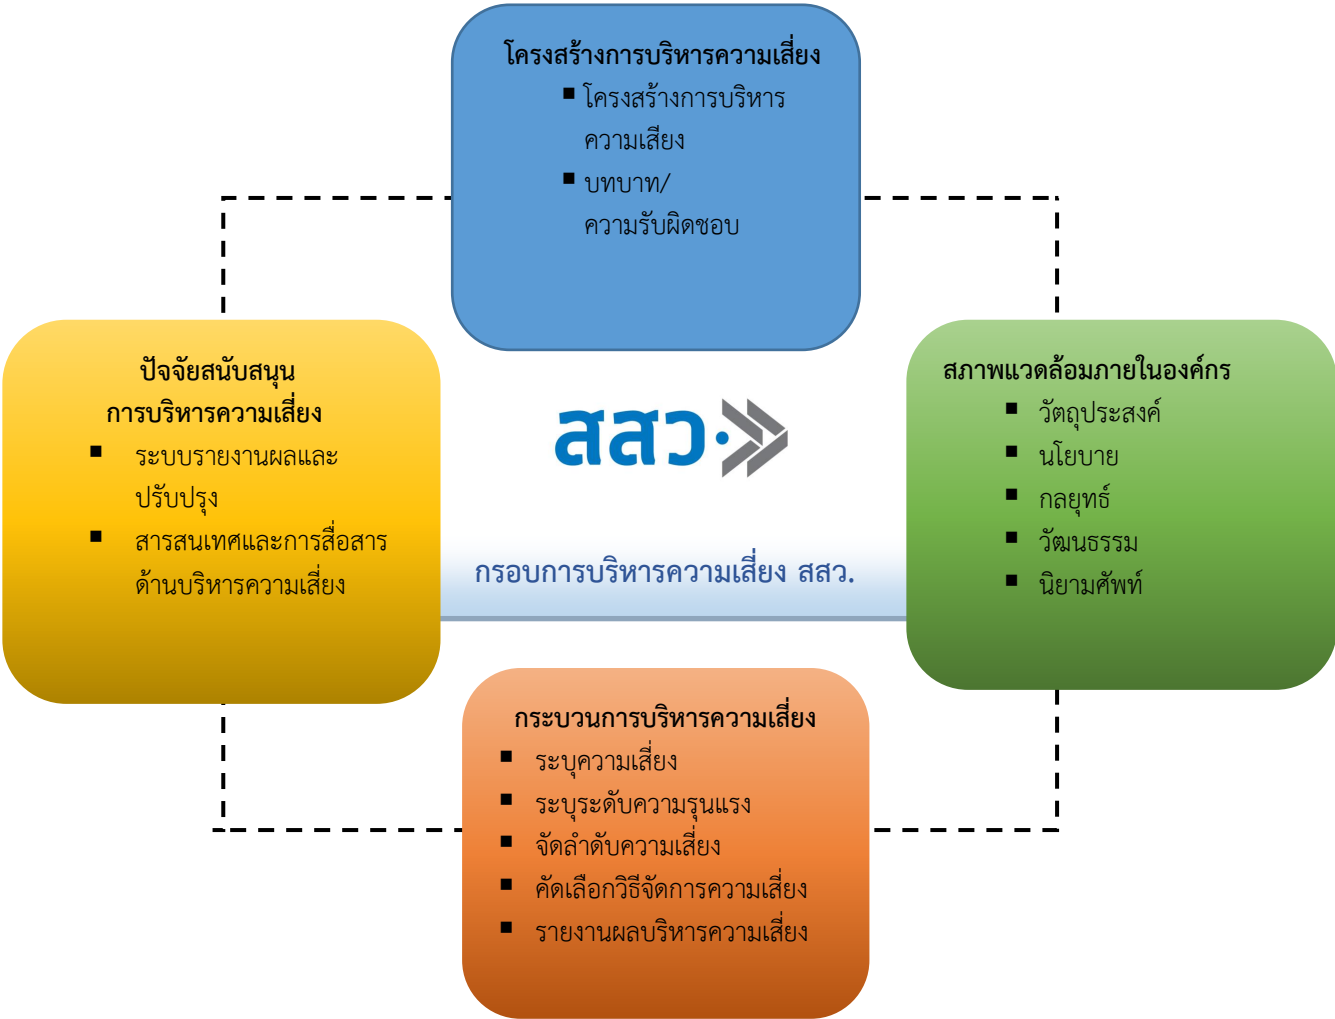 โครงสร้างการบริหารความเสี่ยง
▪ โครงสร้างการบริหาร
ความเสียง
▪ บทบาท/
ความรับผิดชอบ
ปัจจัยสนับสนุน
การบริหารความเสี่ยง
▪ ระบบรายงานผลและ
ปรับปรุง
▪ สารสนเทศและการสื่อสาร
ด้านบริหารความเสี่ยง
สสว.
กรอบการบริหารความเสี่ยง สสว.
สภาพแวดล้อมภายในองค์กร
▪ วัตถุประสงค์
▪ นโยบาย
▪ กลยุทธ์
▪ วัฒนธรรม
▪ นิยามศัพท์
กระบวนการบริหารความเสี่ยง
▪ ระบุความเสี่ยง
▪ ระบุระดับความรุนแรง
▪ จัดลำดับความเสี่ยง
▪ คัดเลือกวิธีจัดการความเสี่ยง
▪ รายงานผลบริหารความเสี่ยง